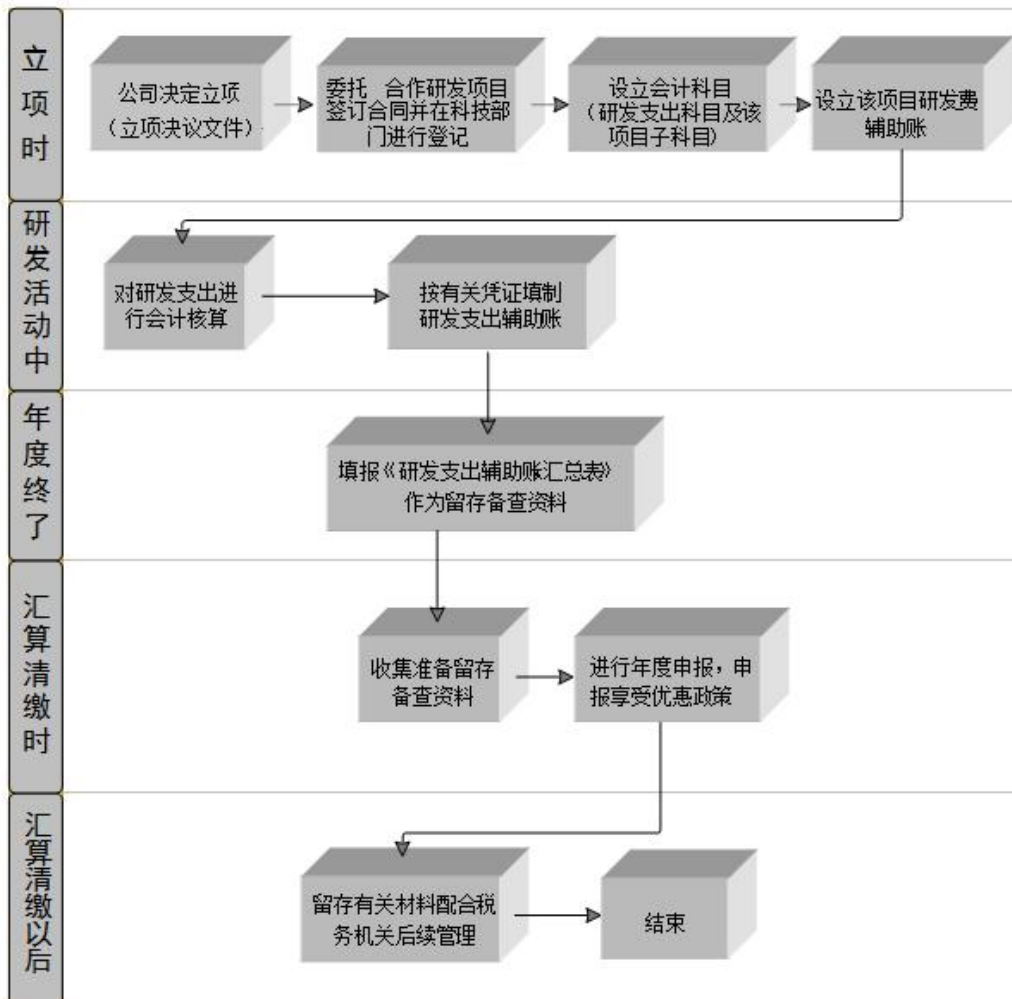 立项时
公司决定立项
（立项决议文件）
委托 合作研发项目
签订合同并在科技部
门进行登记
设立会计科目
（研发支出科目及该
项目子科目）
设立该项目研发费
辅助账
研发活动中
对研发支出进
行会计核算
按有关凭证填制
研发支出辅助账
年度终了
填报《研发支出辅助账汇总表》
作为留存备查资料
汇算清缴时
收集准备留存
备查资料
进行年度申报，申
报享受优惠政策
汇算清缴以后
留存有关材料配合税
务机关后续管理
结束